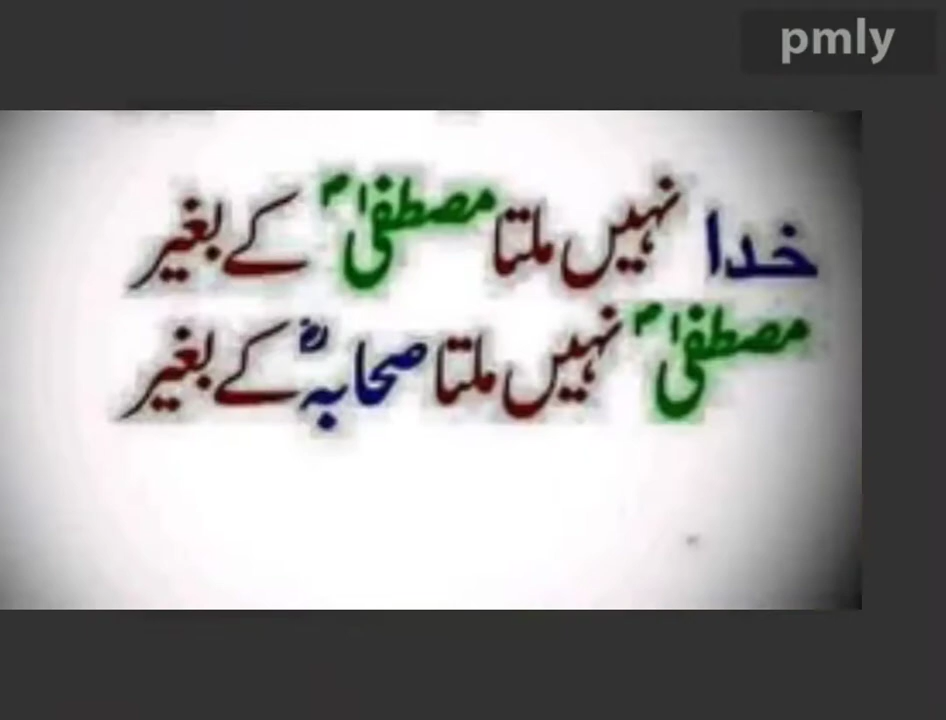 pmly
خدا نہیں ملتا مصطفیٰؐ کے بغیر
مصطفیٰؐ نہیں ملتا صحابہؓ کے بغیر